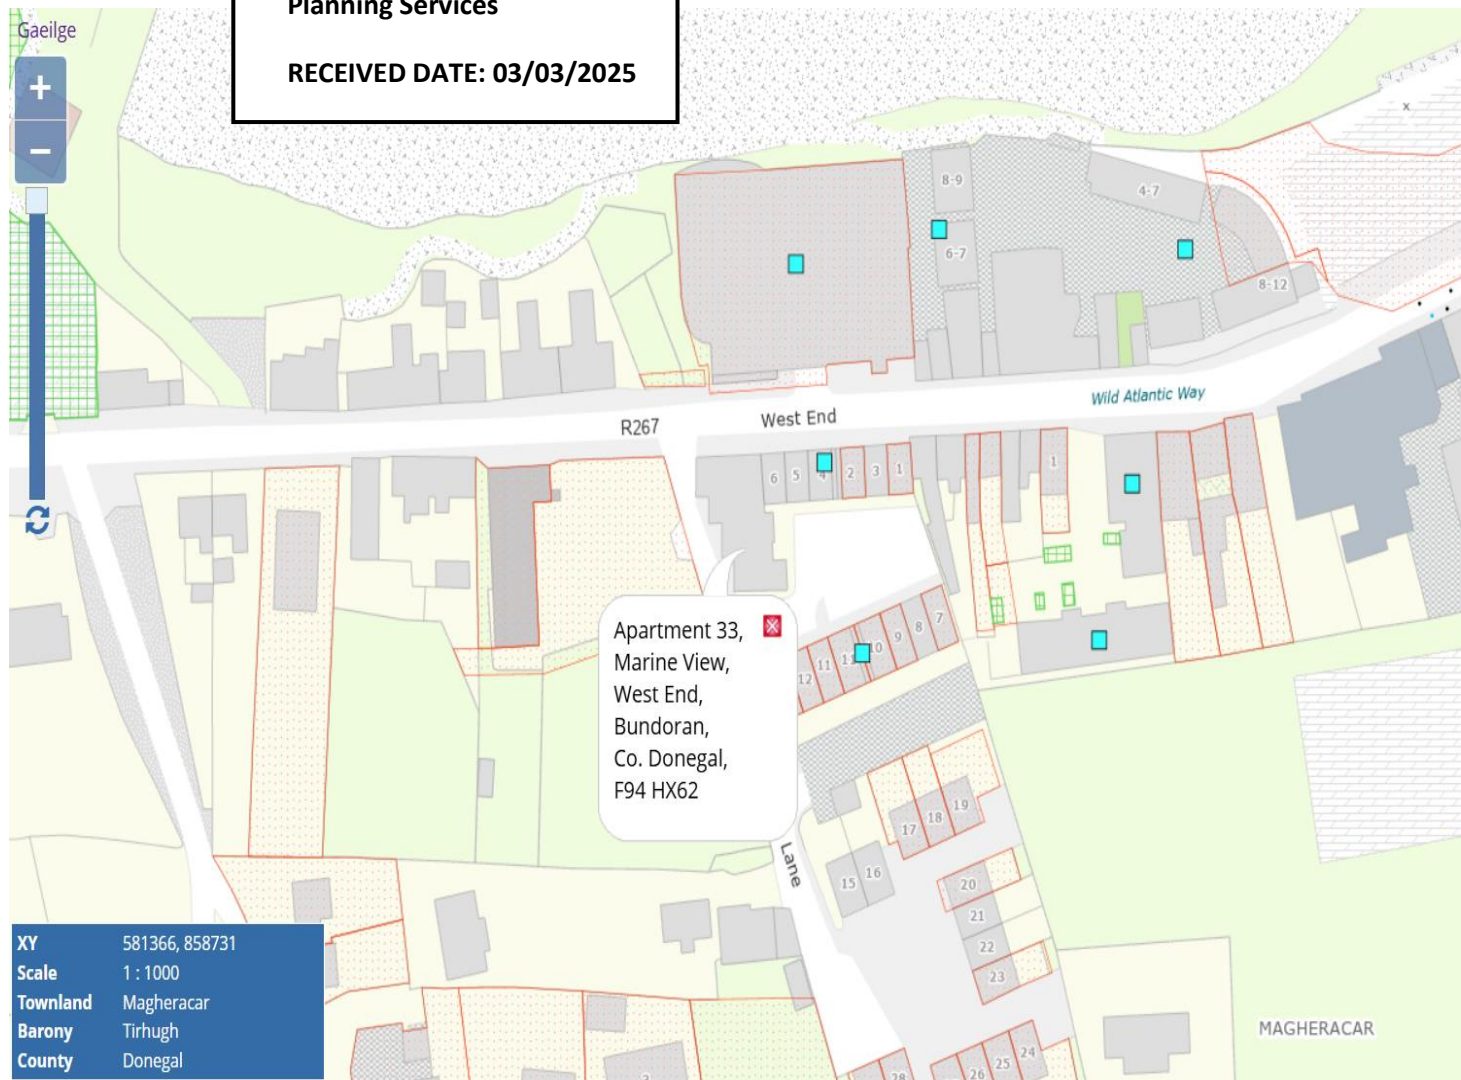 Planning Services
RECEIVED DATE: 03/03/2025
Gaeilge
+
−
8-9
4-7
6-7
8-12
Wild Atlantic Way
R267
West End
6
5
4
2
3
1
1
Apartment 33,
Marine View,
West End,
Bundoran,
Co. Donegal,
F94 HX62
12
11
11
10
9
8
7
17
18
19
15
16
Lane
20
21
22
23
24
25
26
28
MAGHERACAR
XY 581366, 858731
Scale 1 : 1000
Townland Magheracar
Barony Tirhugh
County Donegal